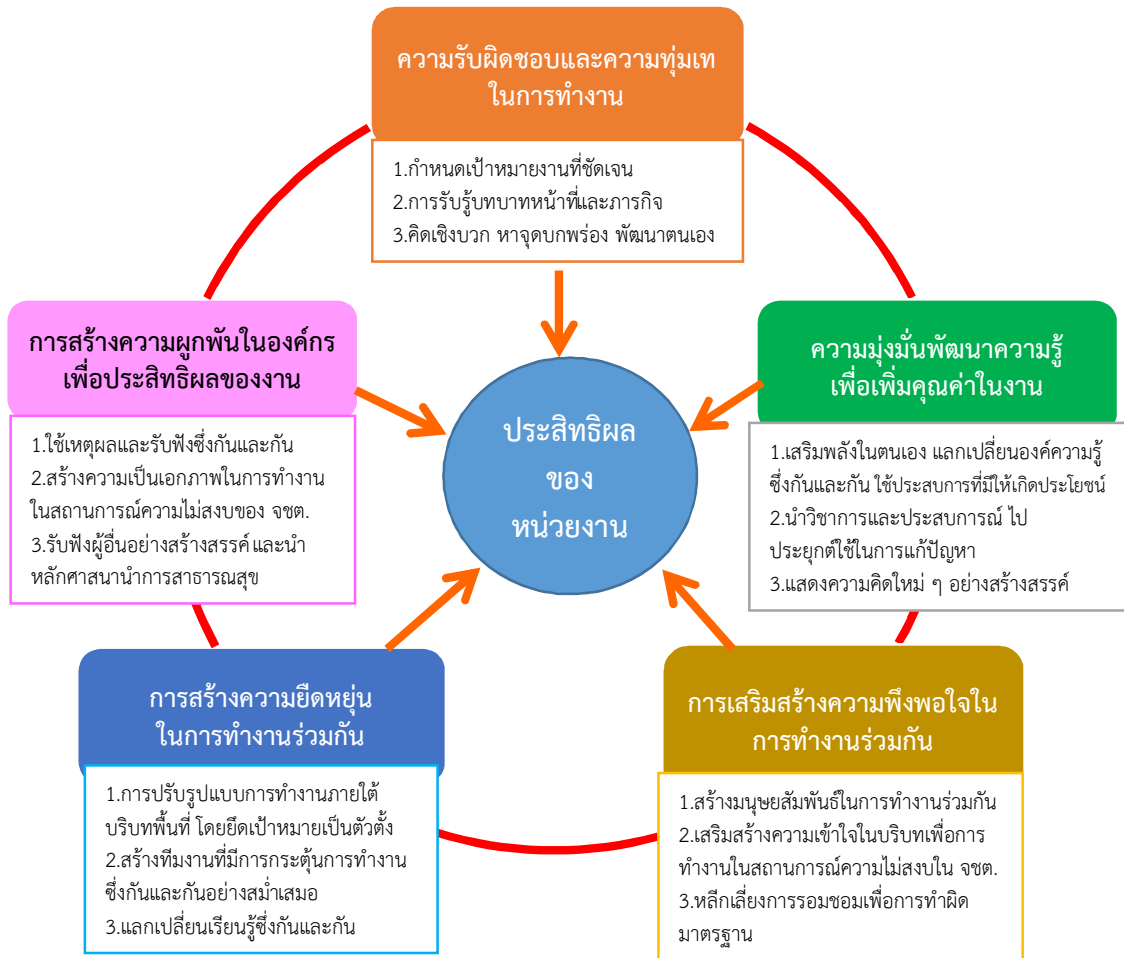 ความรับผิดชอบและความทุ่มเท
ในการทำงาน
1.กำหนดเป้าหมายงานที่ชัดเจน
2.การรับรู้บทบาทหน้าที่และภารกิจ
3.คิดเชิงบวก หาจุดบกพร่อง พัฒนาตนเอง
การสร้างความผูกพันในองค์กร
เพื่อประสิทธิผลของงาน
1.ใช้เหตุผลและรับฟังซึ่งกันและกัน
2.สร้างความเป็นเอกภาพในการทำงาน
ในสถานการณ์ความไม่สงบของ จชต.
3.รับฟังผู้อื่นอย่างสร้างสรรค์และนำ
หลักศาสนานำการสาธารณสุข
ประสิทธิผล
ของ
หน่วยงาน
ความมุ่งมั่นพัฒนาความรู้
เพื่อเพิ่มคุณค่าในงาน
1.เสริมพลังในตนเอง แลกเปลี่ยนองค์ความรู้
ซึ่งกันและกัน ใช้ประสบการที่มีให้เกิดประโยชน์
2.นำวิชาการและประสบการณ์ ไป
ประยุกต์ใช้ในการแก้ปัญหา
3.แสดงความคิดใหม่ ๆ อย่างสร้างสรรค์
การสร้างความยืดหยุ่น
ในการทำงานร่วมกัน
1.การปรับรูปแบบการทำงานภายใต้
บริบทพื้นที่ โดยยึดเป้าหมายเป็นตัวตั้ง
2.สร้างทีมงานที่มีการกระตุ้นการทำงาน
ซึ่งกันและกันอย่างสม่ำเสมอ
3.แลกเปลี่ยนเรียนรู้ซึ่งกันและกัน
การเสริมสร้างความพึงพอใจใน
การทำงานร่วมกัน
1.สร้างมนุษยสัมพันธ์ในการทำงานร่วมกัน
2.เสริมสร้างความเข้าใจในบริบทเพื่อการ
ทำงานในสถานการณ์ความไม่สงบใน จชต.
3.หลีกเลี่ยงการรอมชอมเพื่อการทำผิด
มาตรฐาน